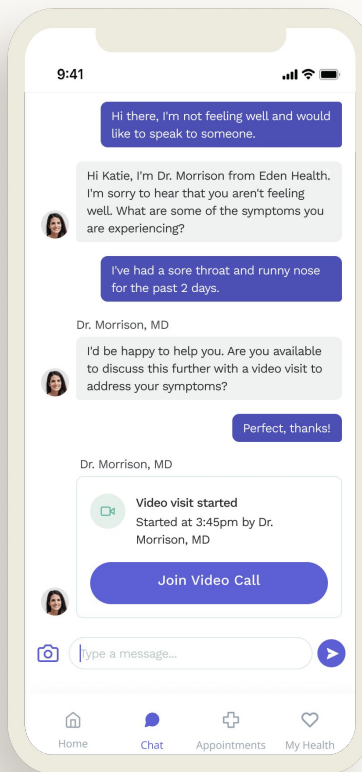 9:41
Hi there, I'm not feeling well and would
like to speak to someone.
Hi Katie, I'm Dr. Morrison from Eden Health.
I'm sorry to hear that you aren't feeling
well. What are some of the symptoms you
are experiencing?
I've had a sore throat and runny nose
for the past 2 days.
Dr. Morrison, MD
I'd be happy to help you. Are you available
to discuss this further with a video visit to
address your symptoms?
Perfect, thanks!
Dr. Morrison, MD
Video visit started
Started at 3:45pm by Dr.
Morrison, MD
Join Video Call
Type a message...
Home
Chat
Appointments
My Health